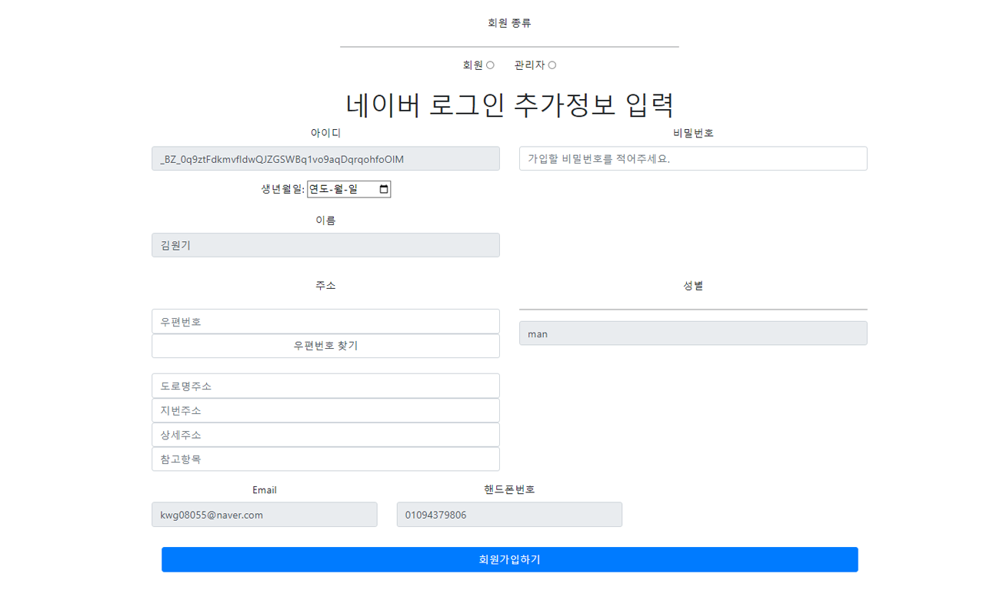 회원 종류
회원 관리자
네이버 로그인 추가정보 입력
아이디 비밀번호
_BZ_0q9ztFdkmvfldwQJZGSWBq1vo9aqDqrqohfoOlM 가입할 비밀번호를 적어주세요.
생년월일: 연도-월-일
이름
김원기
주소 성별
우편번호
man
우편번호 찾기
도로명주소
지번주소
상세주소
참고항목
Email 핸드폰번호
kwg08055@naver.com 01094379806
회원가입하기